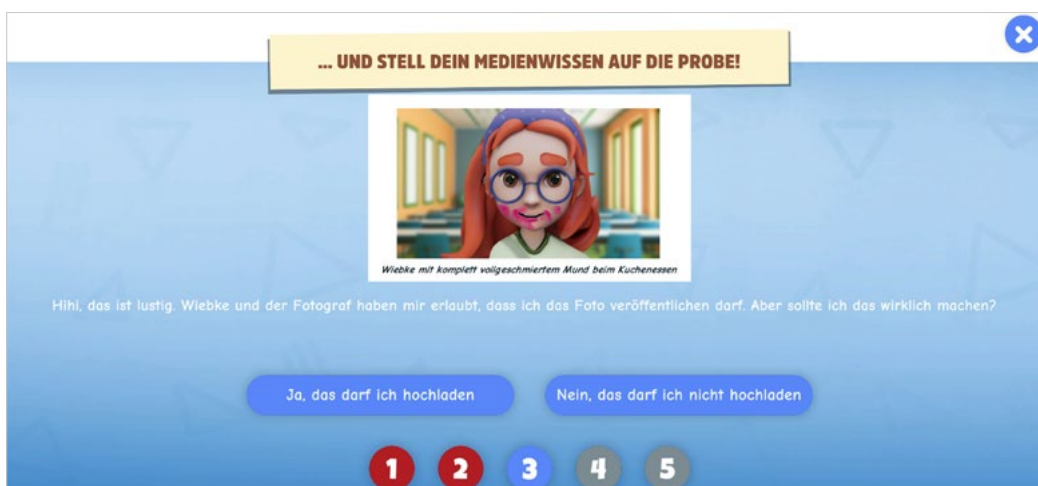 ... UND STELL DEIN MEDIENWISSEN AUF DIE PROBE!
Wiebke mit komplett vollgeschmiertem Mund beim Kuchenessen
Hihi, das ist lustig. Wiebke und der Fotograf haben mir erlaubt, dass ich das Foto veröffentlichen darf. Aber sollte ich das wirklich machen?
Ja, das darf ich hochladen
Nein, das darf ich nicht hochladen
1 2 3 4 5